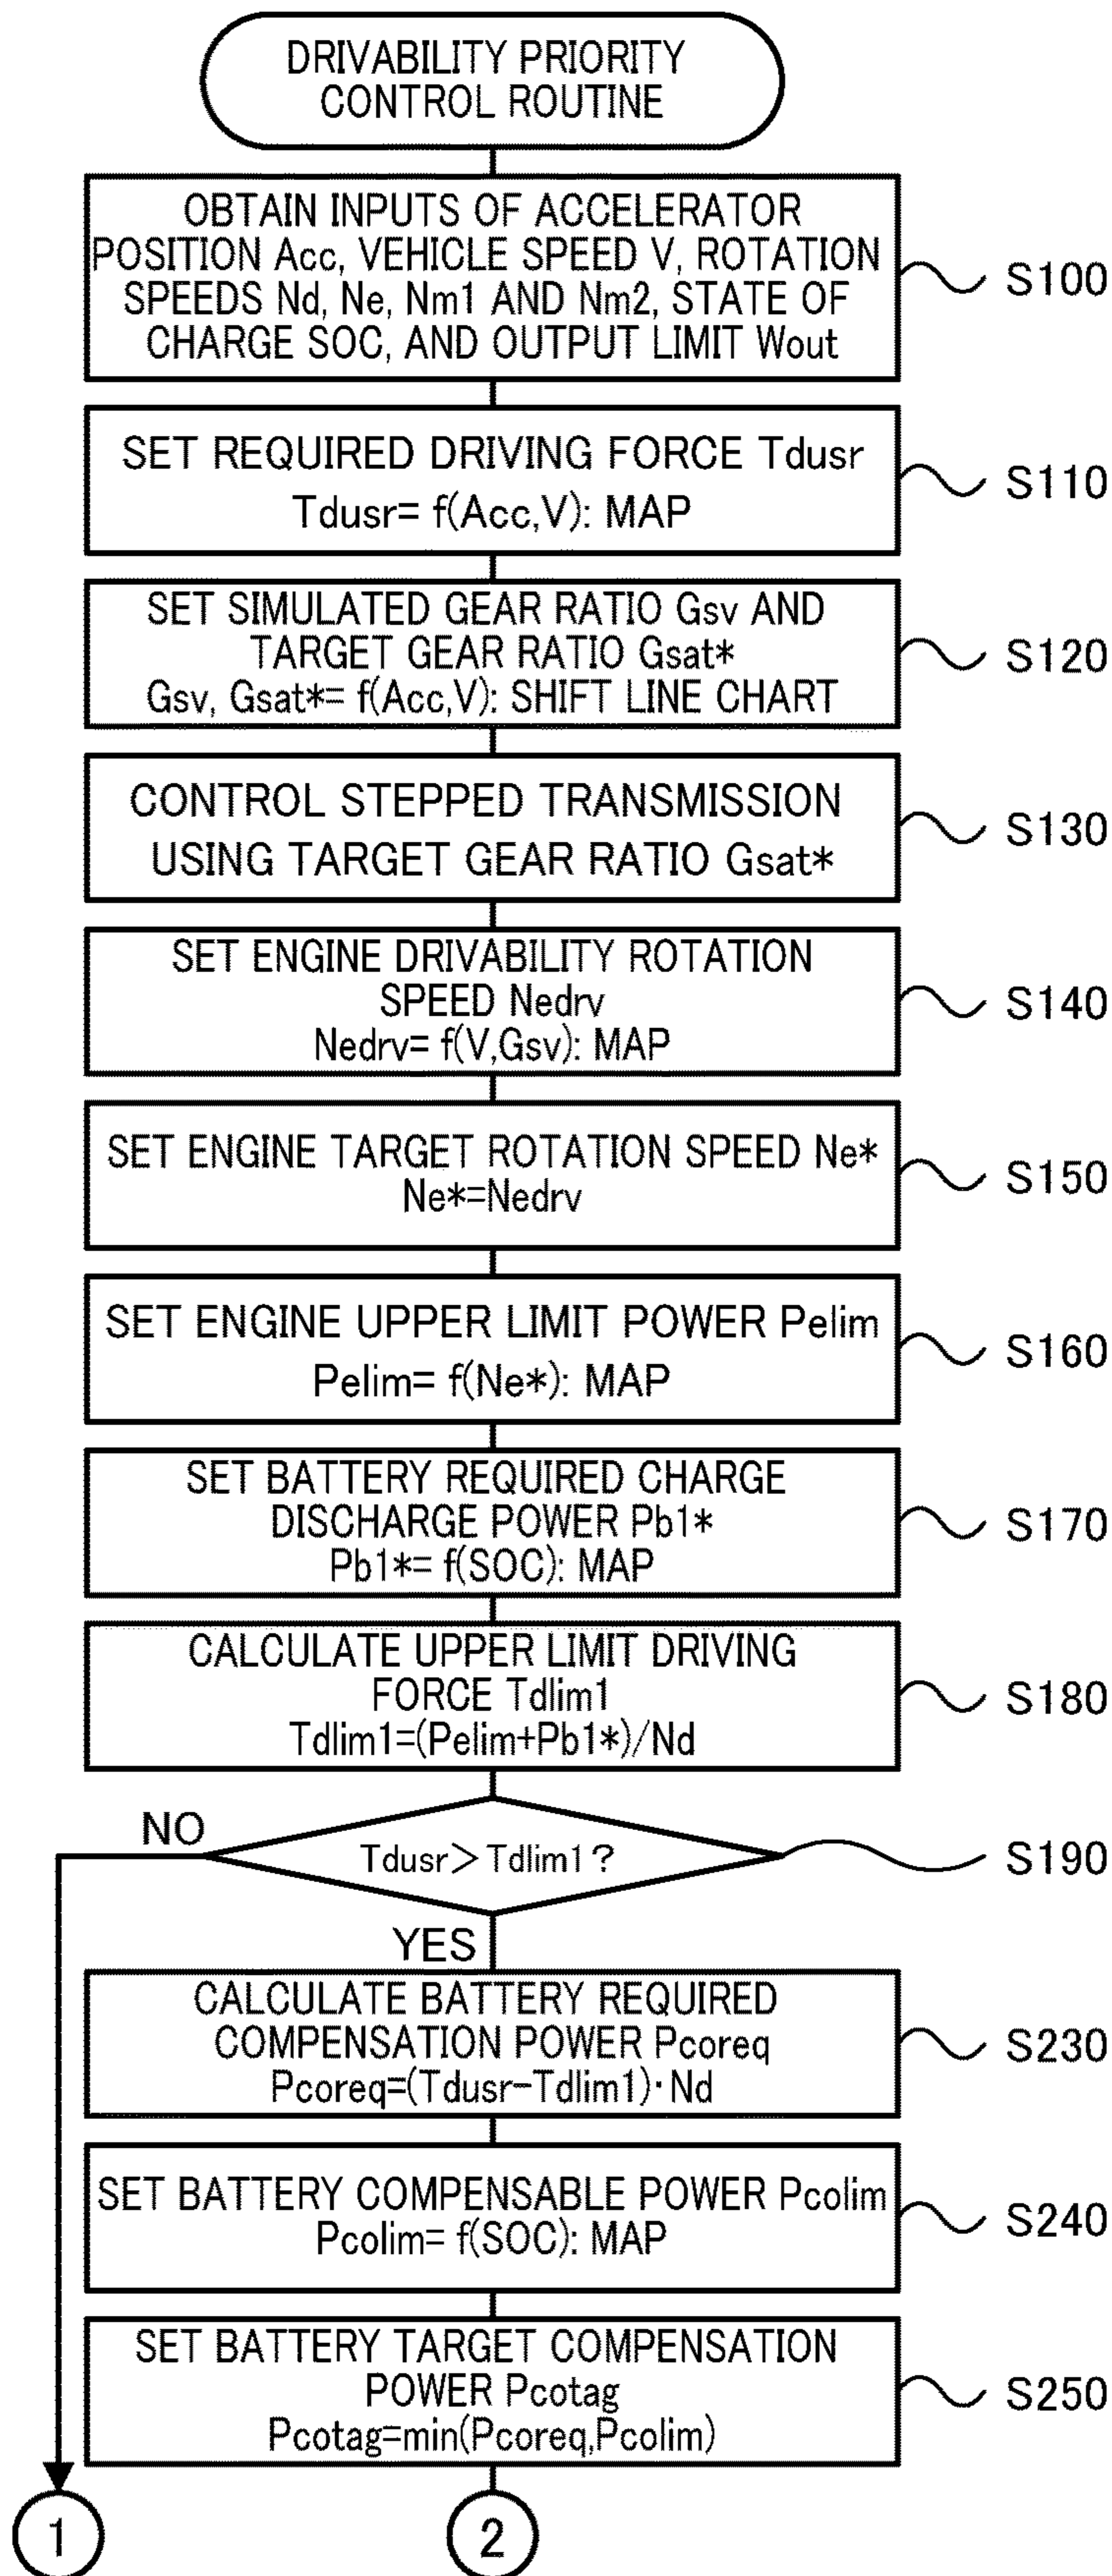 DRIVABILITY PRIORITY
CONTROL ROUTINE
OBTAIN INPUTS OF ACCELERATOR
POSITION Acc, VEHICLE SPEED V, ROTATION
SPEEDS Nd, Ne, Nm1 AND Nm2, STATE OF
CHARGE SOC, AND OUTPUT LIMIT Wout
S100
SET REQUIRED DRIVING FORCE Tdusr
Tdusr= f(Acc,V): MAP
S110
SET SIMULATED GEAR RATIO Gsv AND
TARGET GEAR RATIO Gsat*
Gsv, Gsat*= f(Acc,V): SHIFT LINE CHART
S120
CONTROL STEPPED TRANSMISSION
USING TARGET GEAR RATIO Gsat*
S130
SET ENGINE DRIVABILITY ROTATION
SPEED Nedrv
Nedrv= f(V,Gsv): MAP
S140
SET ENGINE TARGET ROTATION SPEED Ne*
Ne*=Nedrv
S150
SET ENGINE UPPER LIMIT POWER Pelim
Pelim= f(Ne*): MAP
S160
SET BATTERY REQUIRED CHARGE
DISCHARGE POWER Pb1*
Pb1*= f(SOC): MAP
S170
CALCULATE UPPER LIMIT DRIVING
FORCE Tdlim1
Tdlim1=(Pelim+Pb1*)/Nd
S180
NO
Tdusr>Tdlim1?
S190
YES
CALCULATE BATTERY REQUIRED
COMPENSATION POWER Pcoreq
Pcoreq=(Tdusr-Tdlim1)·Nd
S230
SET BATTERY COMPENSABLE POWER Pcolim
Pcolim= f(SOC): MAP
S240
SET BATTERY TARGET COMPENSATION
POWER Pcotag
Pcotag=min(Pcoreq,Pcolim)
S250
1
2